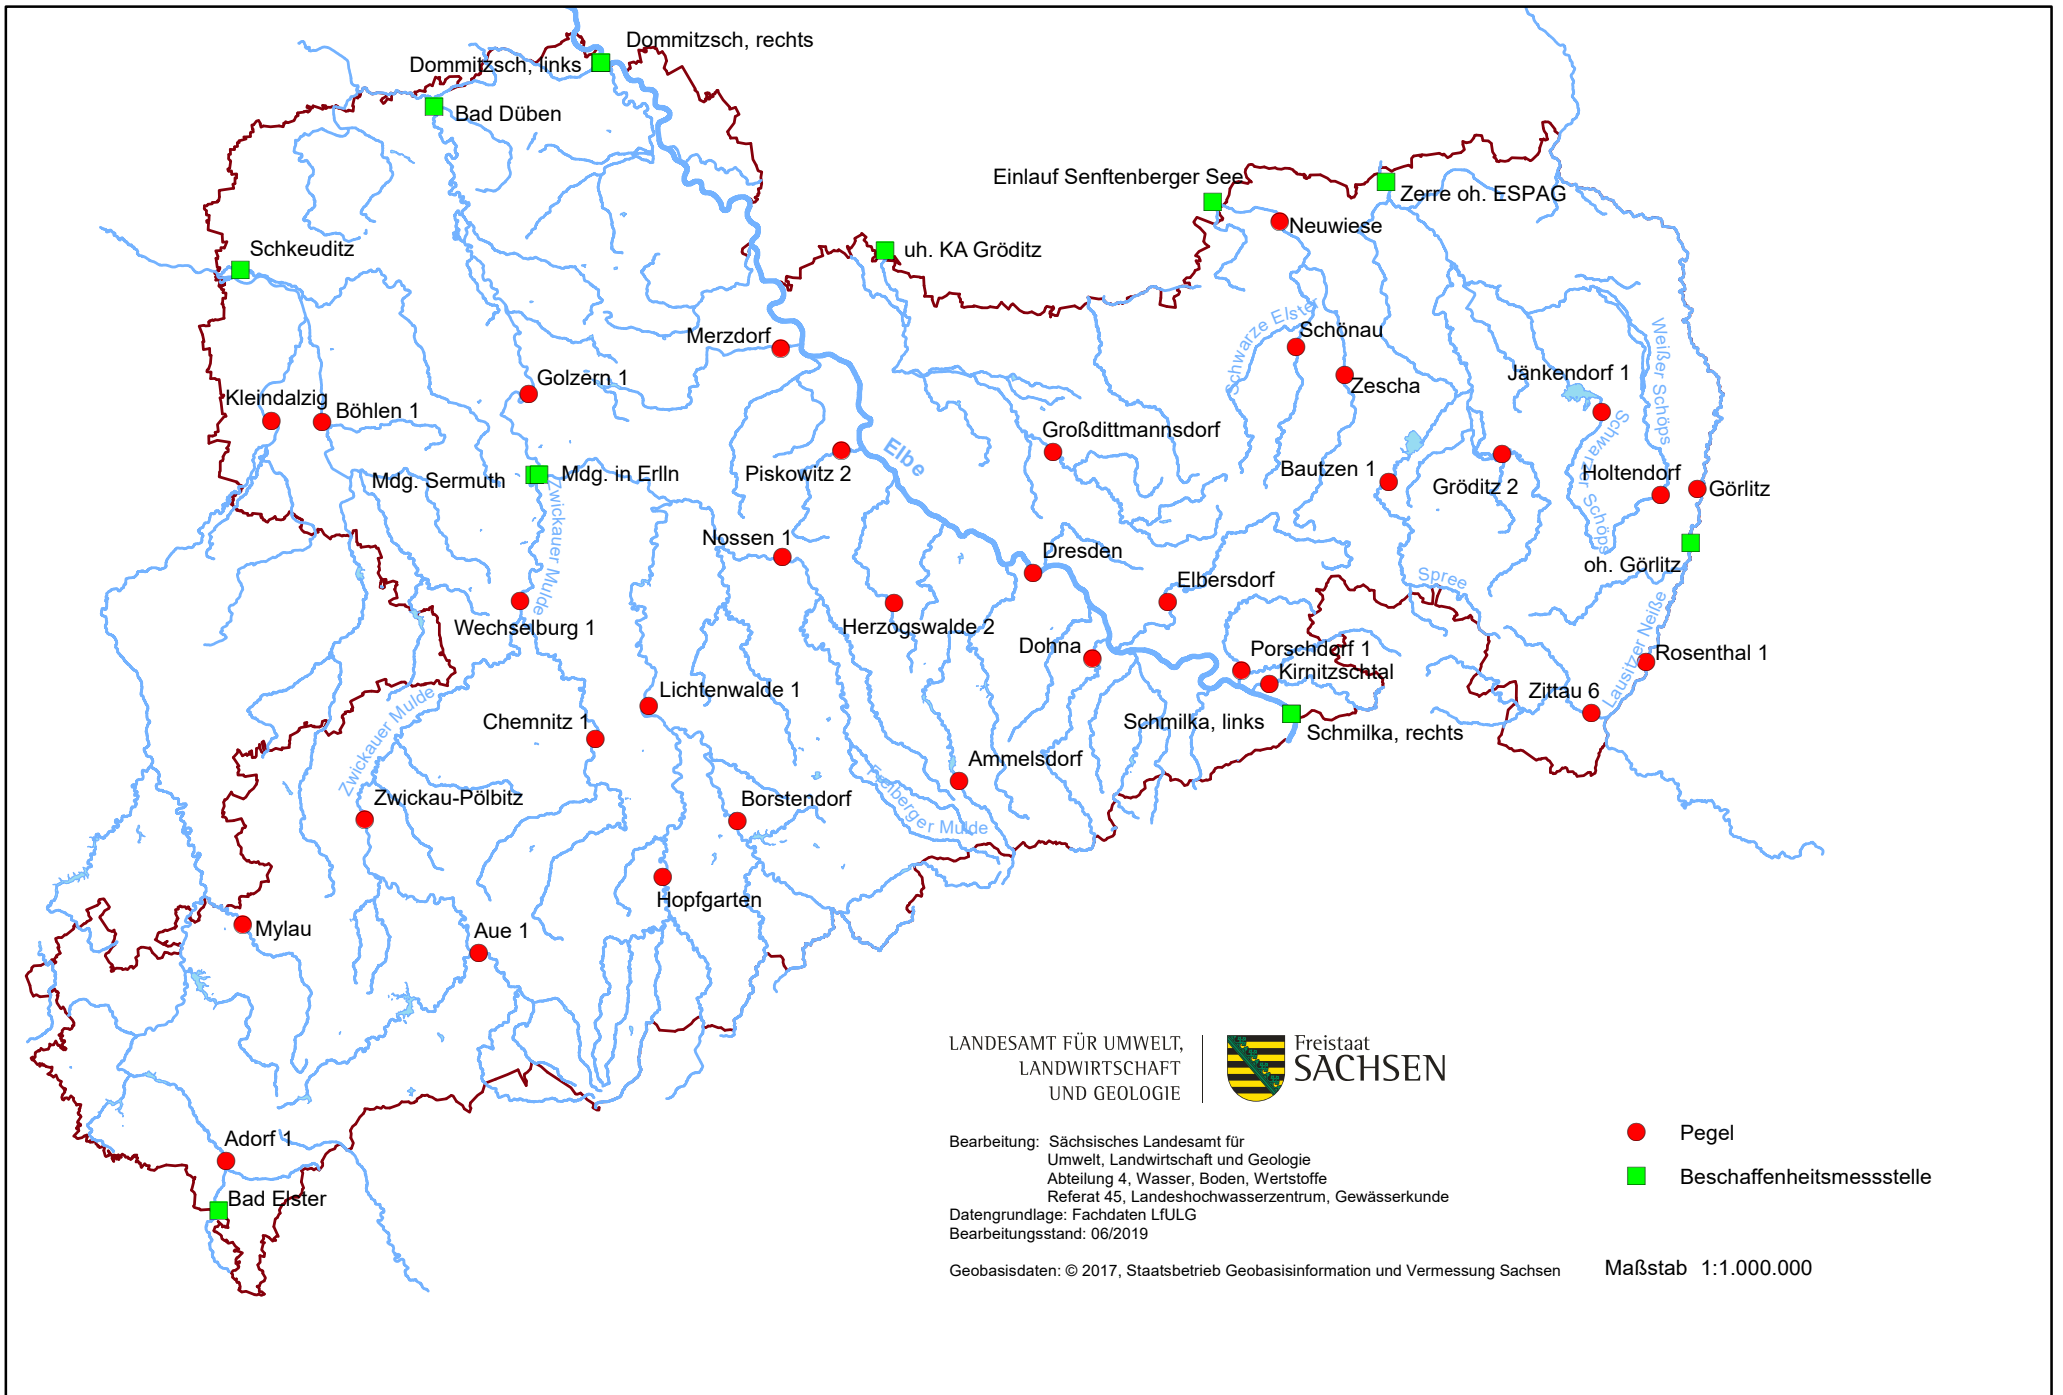 Dommitzsch, rechts
Dommitzsch, links
Bad Düben
Einlauf Senftenberger See
Zerre oh. ESPAG
Neuwiese
Schkeuditz
uh. KA Gröditz
Merzdorf
Schwarze Elster
Schönau
Weißer Schöps
Golzern 1
Zescha
Jänkendorf 1
Kleindalzig
Böhlen 1
Schwarzer Schöps
Großdittmannsdorf
Elbe
Piskowitz 2
Bautzen 1
Gröditz 2
Holtendorf
Görlitz
Mdg. Sermuth
Mdg. in Erlln
Zwickauer Mulde
Nossen 1
Dresden
oh. Görlitz
Elbersdorf
Spree
Wechselburg 1
Herzogswalde 2
Dohna
Porschdorf 1
Kirnitzschtal
Lausitzer Neiße
Rosenthal 1
Lichtenwalde 1
Zittau 6
Zwickauer Mulde
Chemnitz 1
Schmilka, links
Schmilka, rechts
Ammelsdorf
Zwickau-Pölbitz
Borstendorf
Freiberger Mulde
Hopfgarten
Mylau
Aue 1
Adorf 1
Bad Elster
LANDESAMT FÜR UMWELT,
LANDWIRTSCHAFT
UND GEOLOGIE
Freistaat
SACHSEN
Bearbeitung: Sächsisches Landesamt für
Umwelt, Landwirtschaft und Geologie
Abteilung 4, Wasser, Boden, Wertstoffe
Referat 45, Landeshochwasserzentrum, Gewässerkunde
Datengrundlage: Fachdaten LfULG
Bearbeitungsstand: 06/2019
Geobasisdaten: © 2017, Staatsbetrieb Geobasisinformation und Vermessung Sachsen
Pegel
Beschaffenheitsmessstelle
Maßstab 1:1.000.000